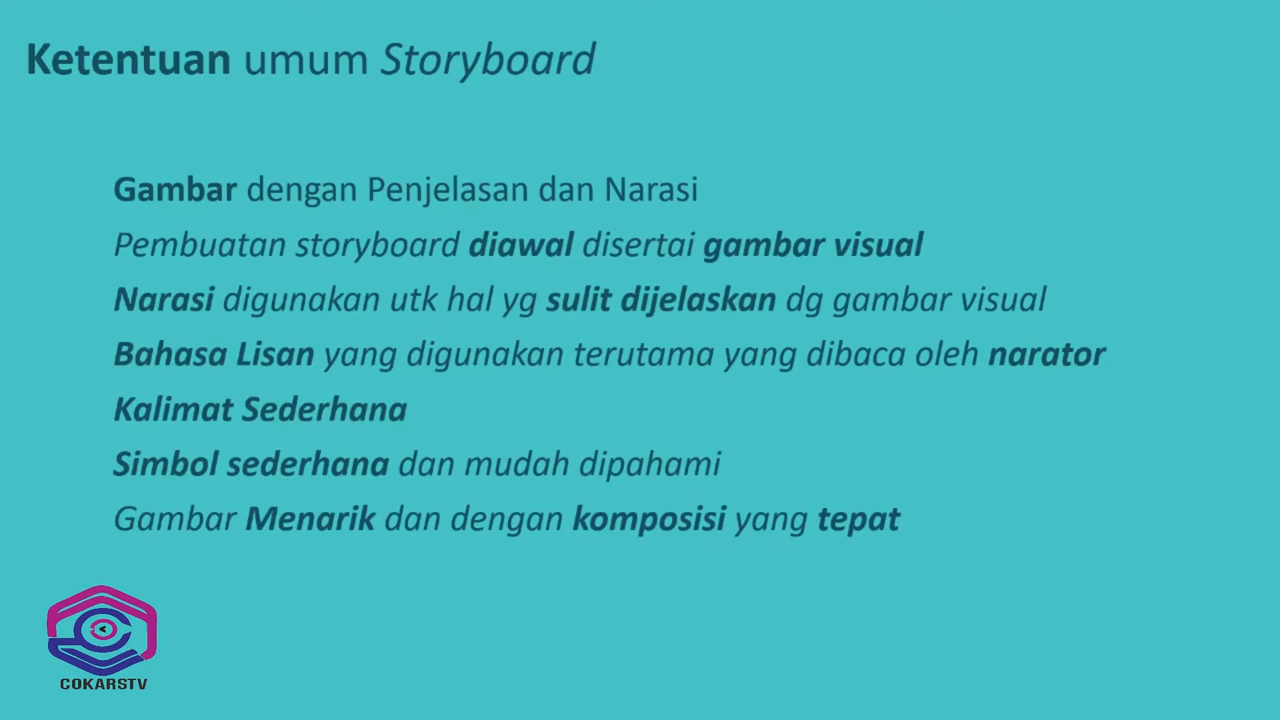 Ketentuan umum Storyboard
Gambar dengan Penjelasan dan Narasi
Pembuatan storyboard diawal disertai gambar visual
Narasi digunakan utk hal yg sulit dijelaskan dg gambar visual
Bahasa Lisan yang digunakan terutama yang dibaca oleh narator
Kalimat Sederhana
Simbol sederhana dan mudah dipahami
Gambar Menarik dan dengan komposisi yang tepat
COKARSTV